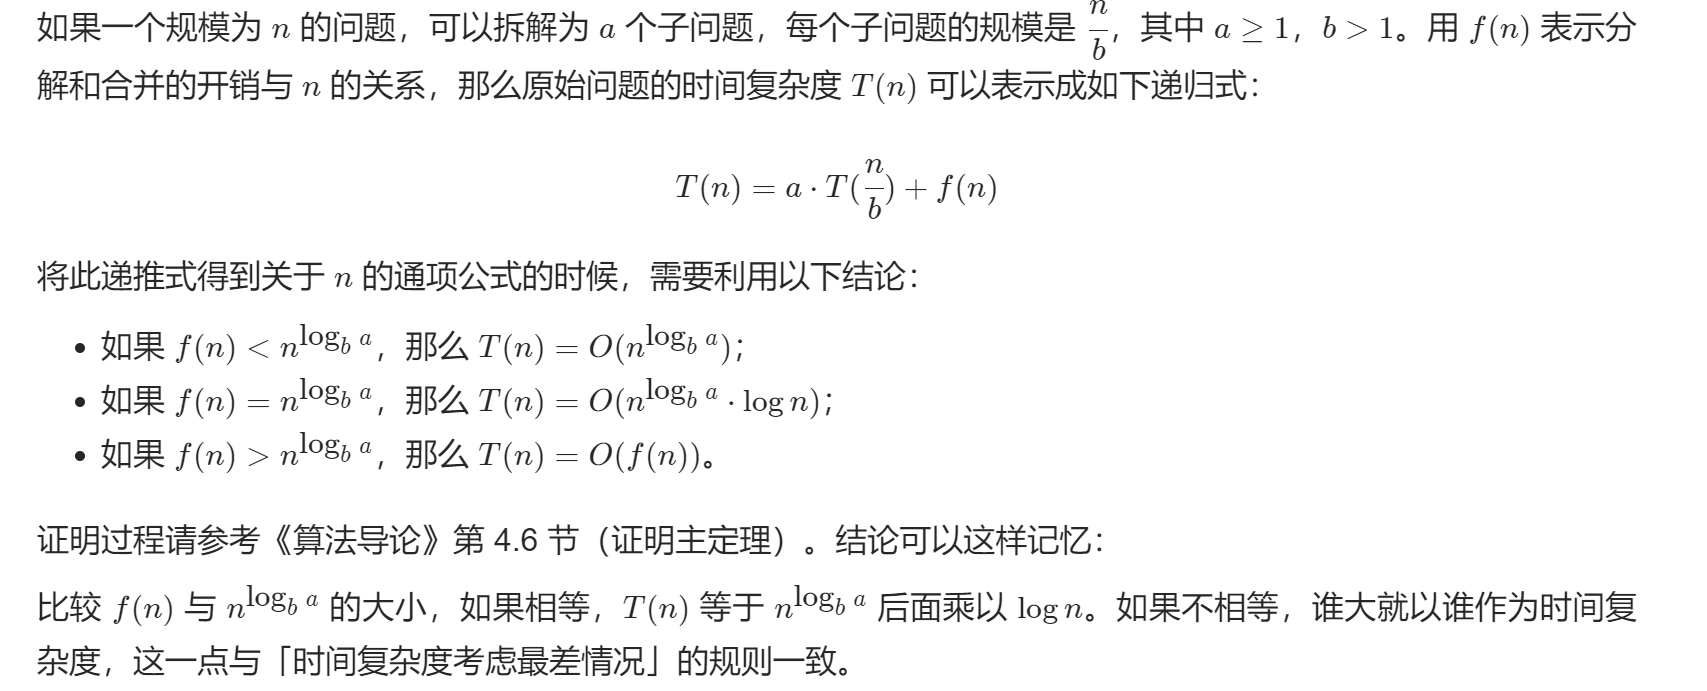 如果一个规模为 n 的问题，可以拆解为 a 个子问题，每个子问题的规模是 \frac{n}{b}，其中 a ≥ 1，b > 1。用 f(n) 表示分
解和合并的开销与 n 的关系，那么原始问题的时间复杂度 T(n) 可以表示成如下递归式：
T(n) = a · T(\frac{n}{b}) + f(n)
将此递推式得到关于 n 的通项公式的时候，需要利用以下结论：
• 如果 f(n) < n^{\log_b a}，那么 T(n) = O(n^{\log_b a})；
• 如果 f(n) = n^{\log_b a}，那么 T(n) = O(n^{\log_b a} · log n)；
• 如果 f(n) > n^{\log_b a}，那么 T(n) = O(f(n))。
证明过程请参考《算法导论》第 4.6 节（证明主定理）。结论可以这样记忆：
比较 f(n) 与 n^{\log_b a} 的大小，如果相等，T(n) 等于 n^{\log_b a} 后面乘以 log n。如果不相等，谁大就以谁作为时间复
杂度，这一点与「时间复杂度考虑最差情况」的规则一致。